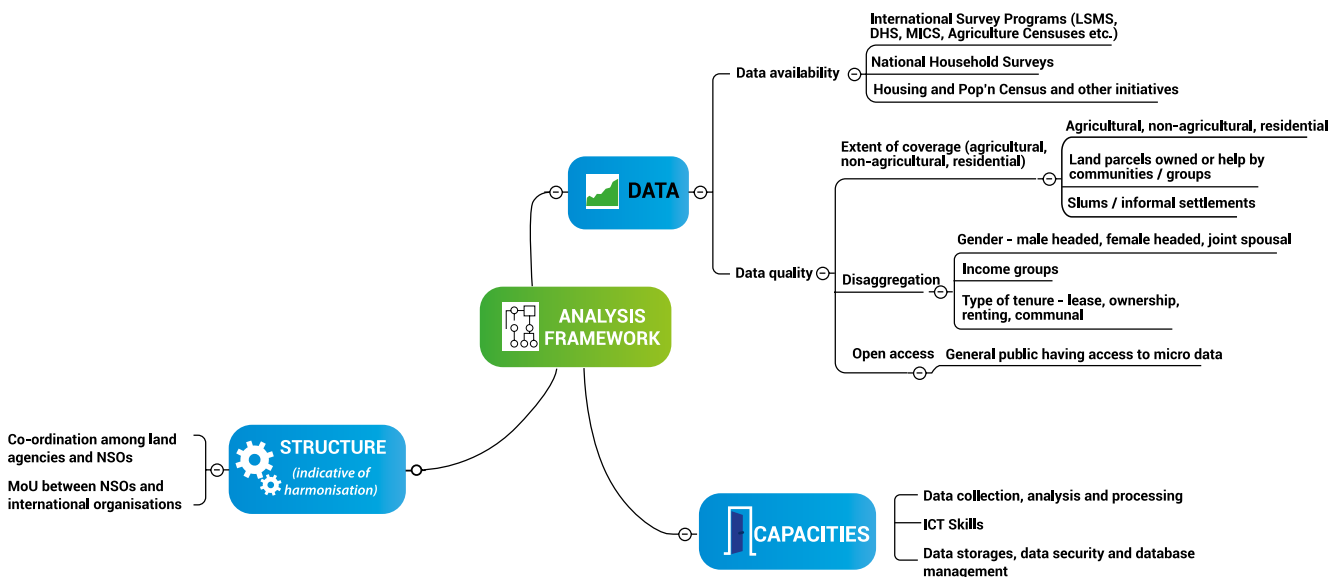 International Survey Programs (LSMS,
DHS, MICS, Agriculture Censuses etc.)
Data availability
National Household Surveys
Housing and Pop'n Census and other initiatives
Agricultural, non-agricultural, residential
Extent of coverage (agricultural,
non-agricultural, residential)
Land parcels owned or help by
communities / groups
Slums / informal settlements
DATA
Data quality
Gender - male headed, female headed, joint spousal
Disaggregation
Income groups
Type of tenure - lease, ownership,
renting, communal
Open access
General public having access to micro data
ANALYSIS
FRAMEWORK
Co-ordination among land
agencies and NSOs
MoU between NSOs and
international organisations
STRUCTURE
(indicative of
harmonisation)
CAPACITIES
Data collection, analysis and processing
ICT Skills
Data storages, data security and database
management